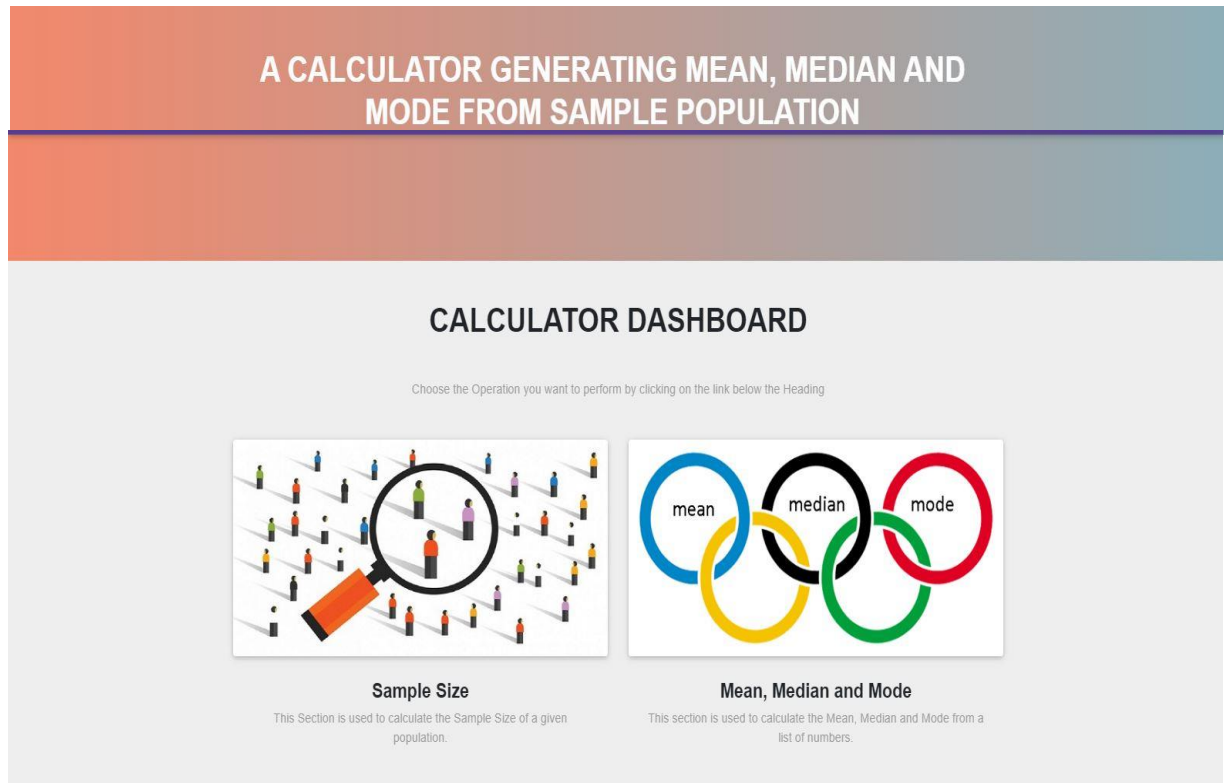 A CALCULATOR GENERATING MEAN, MEDIAN AND
MODE FROM SAMPLE POPULATION
CALCULATOR DASHBOARD
Choose the Operation you want to perform by clicking on the link below the Heading
mean
median
mode
Sample Size
This Section is used to calculate the Sample Size of a given
population.
Mean, Median and Mode
This section is used to calculate the Mean, Median and Mode from a
list of numbers.